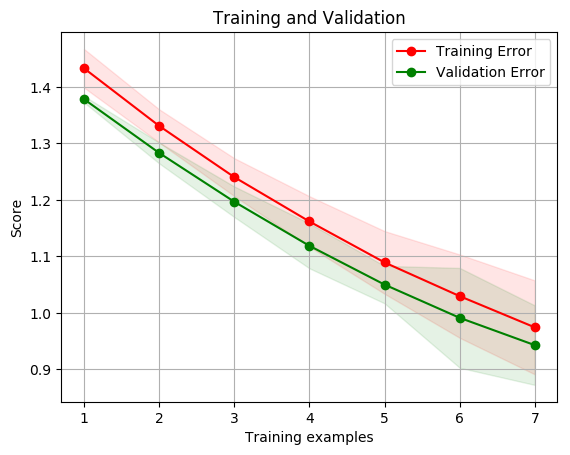 Training and Validation
Training Error
Validation Error
Score
1.4
1.3
1.2
1.1
1.0
0.9
1 2 3 4 5 6 7
Training examples